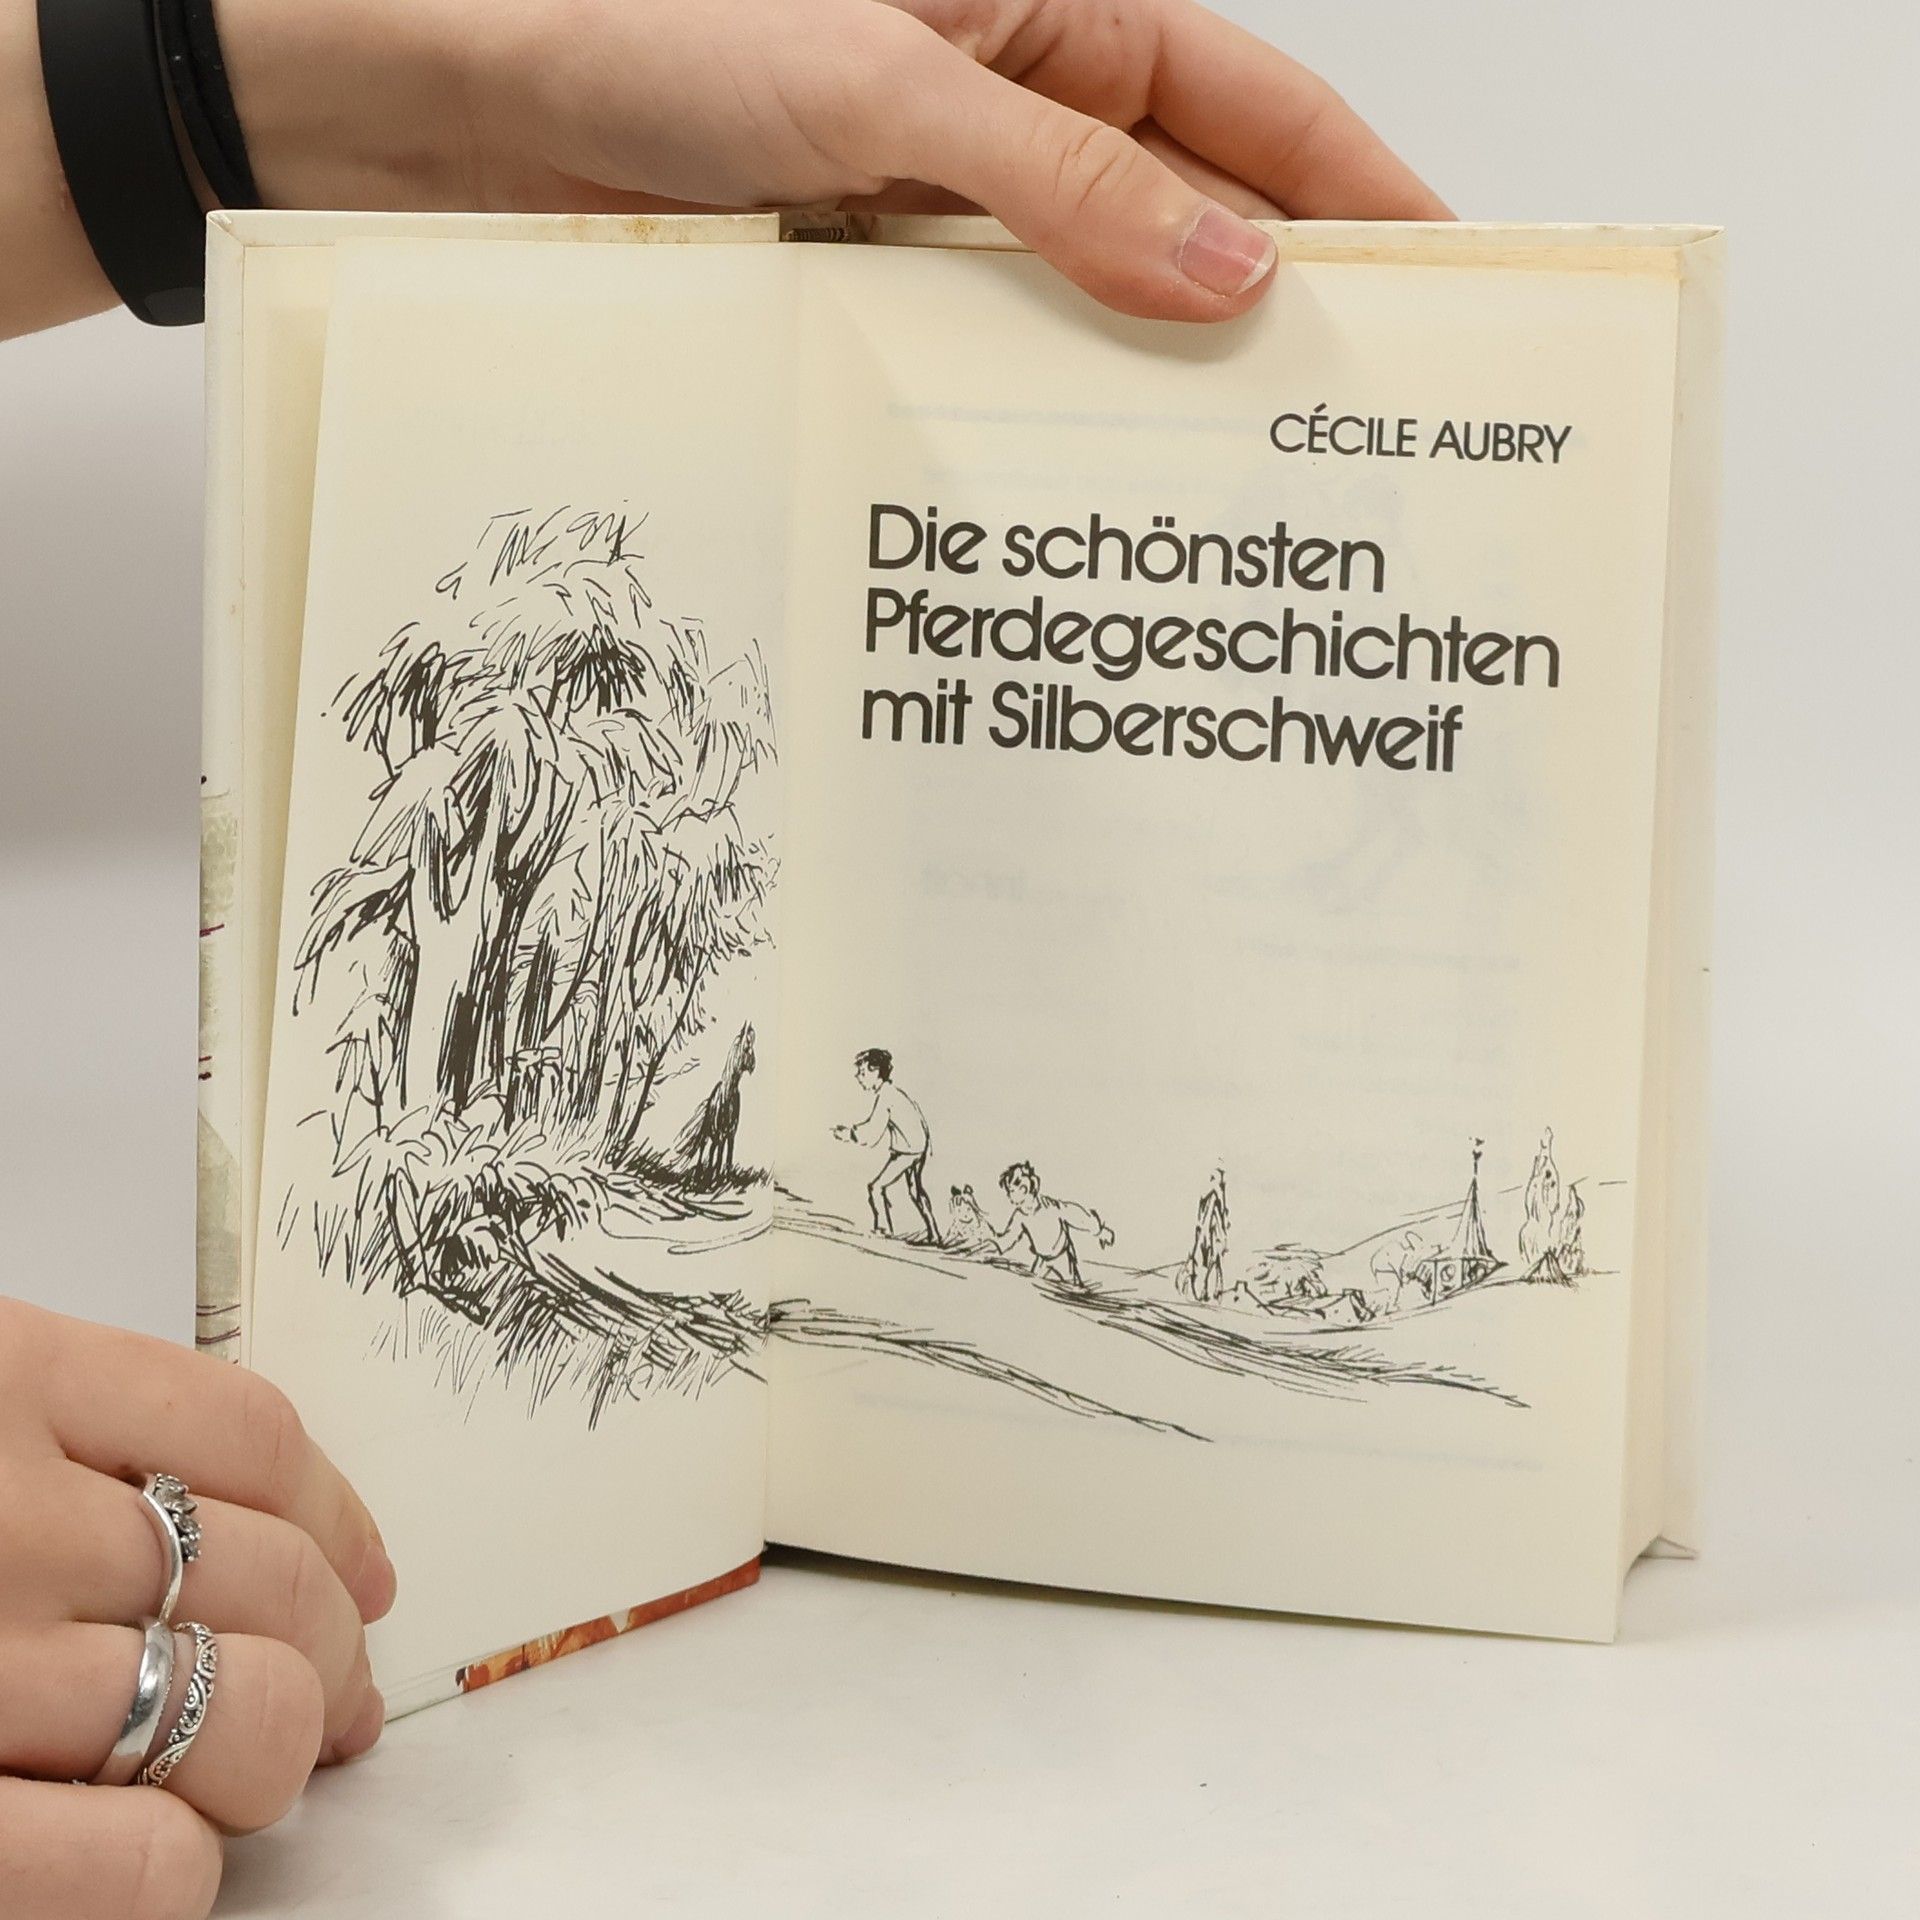 CÉCILE AUBRY
Die schönsten
Pferdegeschichten
mit Silberschweif